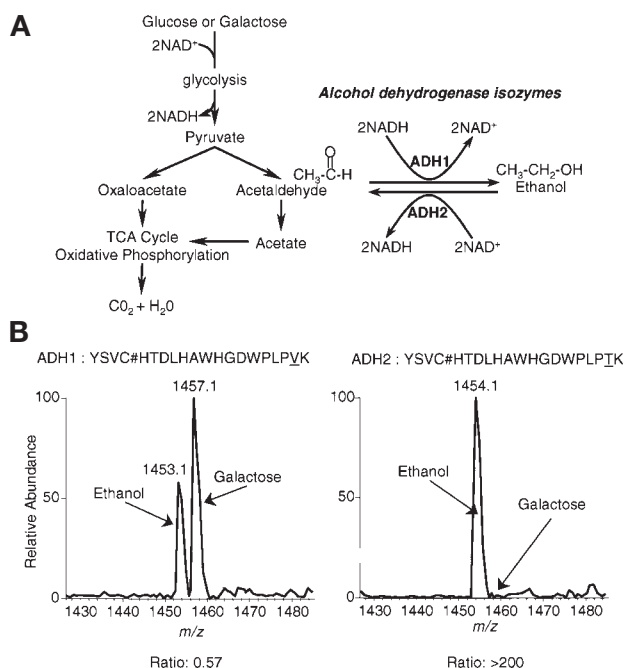 A
Glucose or Galactose
2NAD⁺
glycolysis
2NADH
Pyruvate
Oxaloacetate
Acetaldehyde
TCA Cycle
Oxidative Phosphorylation
Acetate
C0₂ + H₂0
Alcohol dehydrogenase isozymes
2NADH 2NAD⁺
ADH1
O
CH₃-C-H
CH₃-CH₂-OH
Ethanol
ADH2
2NADH 2NAD⁺
B
ADH1 : YSVC#HTDLHAWHGDWPLPVK
1457.1
100
1453.1
Ethanol
Galactose
50
Relative Abundance
0
1430 1440 1450 1460 1470 1480
m/z
Ratio: 0.57
ADH2 : YSVC#HTDLHAWHGDWPLPTK
1454.1
100
Ethanol
50
Galactose
0
1430 1440 1450 1460 1470 1480
m/z
Ratio: >200